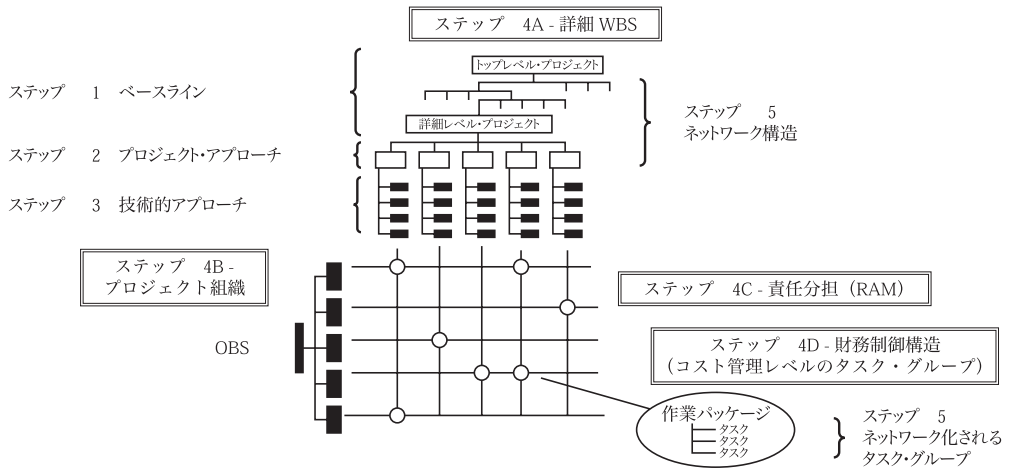 ステップ 4A - 詳細 WBS
トップレベル・プロジェクト
ステップ 1 ベースライン
ステップ 5
ネットワーク構造
詳細レベル・プロジェクト
ステップ 2 プロジェクト・アプローチ
ステップ 3 技術的アプローチ
ステップ 4B -
プロジェクト組織
ステップ 4C - 責任分担（RAM）
OBS
ステップ 4D - 財務制御構造
（コスト管理レベルのタスク・グループ）
作業パッケージ
タスク
タスク
タスク
ステップ 5
ネットワーク化される
タスク・グループ